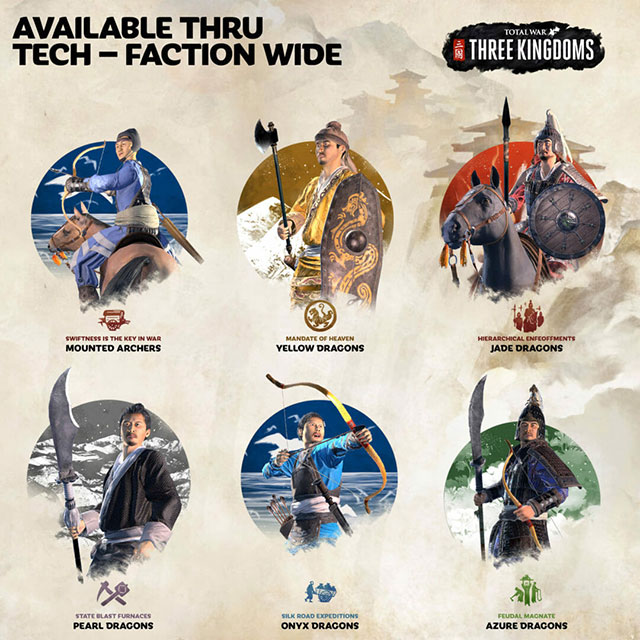 AVAILABLE THRU
TECH – FACTION WIDE
TOTAL WAR
三国 THREE KINGDOMS
SWIFTNESS IS THE KEY IN WAR
MOUNTED ARCHERS
MANDATE OF HEAVEN
YELLOW DRAGONS
HIERARCHICAL ENFEOFFMENTS
JADE DRAGONS
STATE BLAST FURNACES
PEARL DRAGONS
SILK ROAD EXPEDITIONS
ONYX DRAGONS
FEUDAL MAGNATE
AZURE DRAGONS